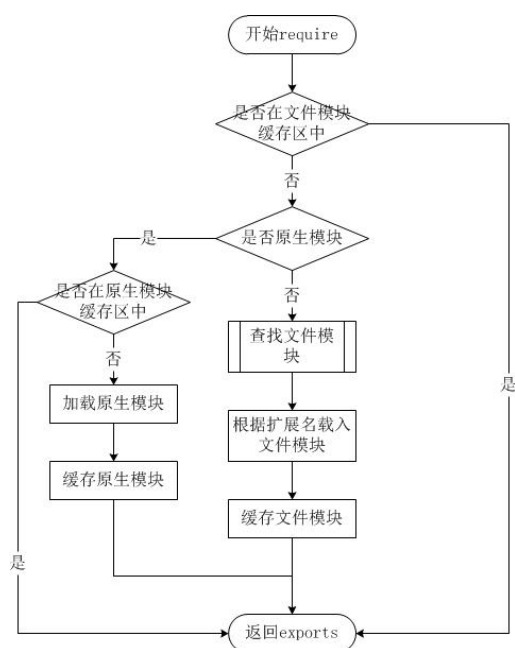 开始require
是否在文件模块
缓存区中
否
是
是否原生模块
是否在原生模块
缓存区中
否
查找文件模
块
是
否
加载原生模块
根据扩展名载入
文件模块
缓存原生模块
缓存文件模块
是
返回exports